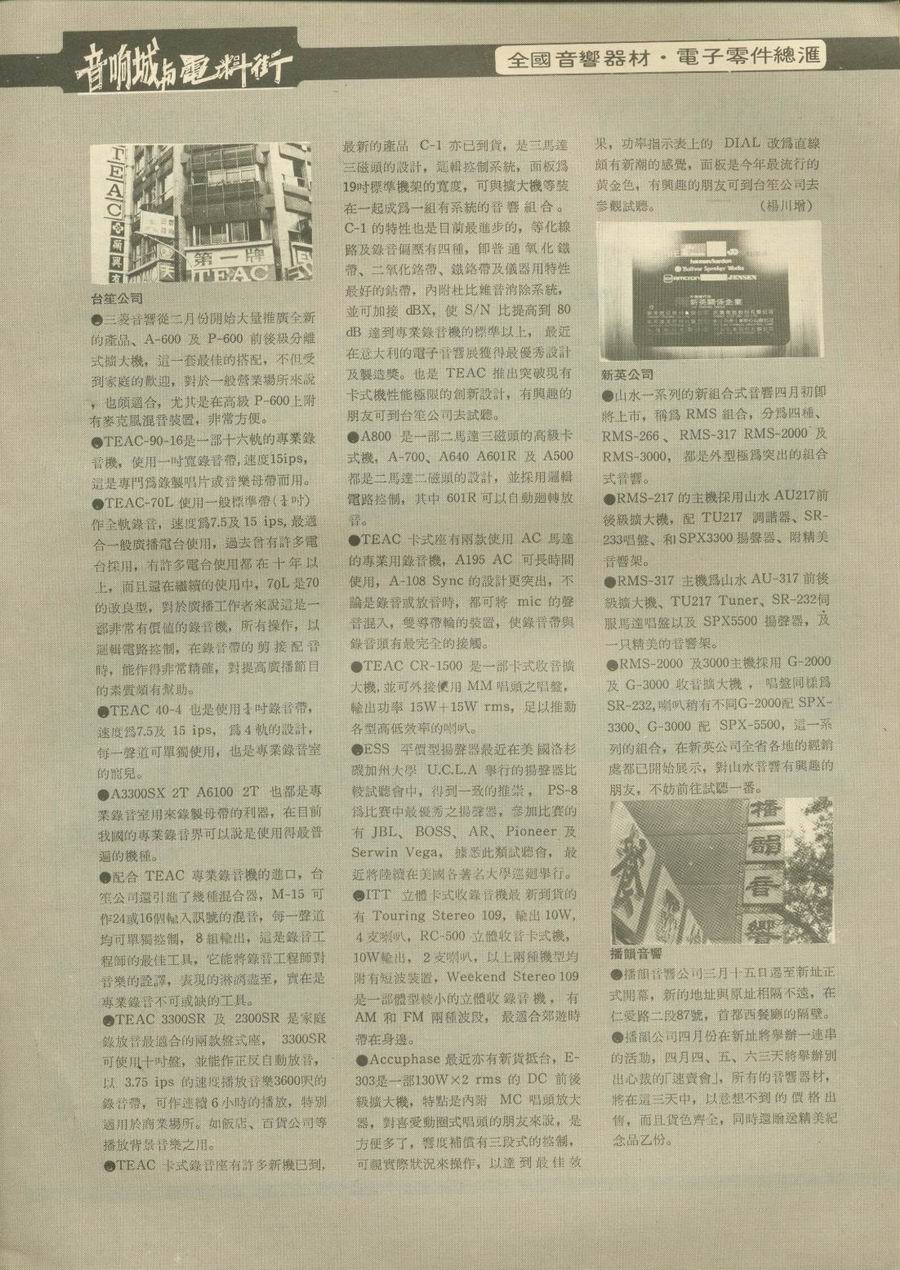 音响城與電料街
全國音響器材・電子零件總滙
TEAC
第一牌
TEAC
台笙公司
●三菱音響從二月份開始大量推廣全新
的產品、A-600 及 P-600 前後級分離
式擴大機，這一套最佳的搭配，不但受
到家庭的歡迎，對於一般營業場所來說
，也頗適合，尤其是在高級 P-600上附
有麥克風混音裝置，非常方便。
●TEAC-90-16是一部十六軌的專業錄
音機，使用一吋寬錄音帶,速度15ips，
這是專門爲錄製唱片或音樂母帶而用。
●TEAC-70L 使用一般標準帶(¼吋)
作全軌錄音，速度爲7.5及 15 ips, 最適
合一般廣播電台使用，過去曾有許多電
台採用，有許多電台使用都在十年以
上，而且還在繼續的使用中，70L 是70
的改良型，對於廣播工作者來說這是一
部非常有價值的錄音機，所有操作，以
邏輯電路控制，在錄音帶的剪接配音
時，能作得非常精確，對提高廣播節目
的素質頗有幫助。
●TEAC 40-4 也是使用¼吋錄音帶，
速度爲7.5及 15 ips， 爲 4 軌的設計，
每一聲道可單獨使用，也是專業錄音室
的寵兒。
●A3300SX 2T A6100 2T 也都是專
業錄音室用來錄製母帶的利器，在目前
我國的專業錄音界可以說是使用得最普
遍的機種。
●配合 TEAC 專業錄音機的進口，台
笙公司還引進了幾種混合器，M-15 可
作24或16個輸入訊號的混音，每一聲道
均可單獨控制， 8 組輸出，這是錄音工
程師的最佳工具，它能將錄音工程師對
音樂的詮譯，表現的淋漓盡至，實在是
專業錄音不可或缺的工具。
●TEAC 3300SR 及 2300SR 是家庭
錄放音最適合的兩款盤式座， 3300SR
可使用十吋盤，並能作正反自動放音，
以 3.75 ips 的速度播放音樂3600呎的
錄音帶，可作連續 6 小時的播放，特別
適用於商業場所。如飯店、百貨公司等
播放背景音樂之用。
●TEAC 卡式錄音座有許多新機已到，
最新的產品 C-1 亦已到貨，是三馬達
三磁頭的設計，邏輯控制系統，面板爲
19吋標準機架的寬度，可與擴大機等裝
在一起成爲一組有系統的音響組合。
C-1 的特性也是目前最進步的，等化線
路及錄音偏壓有四種，即普通氧化鐵
帶、二氧化鉻帶、鐵鉻帶及儀器用特性
最好的鈷帶，內附杜比雜音消除系統，
並可加接 dBX，使 S/N 比提高到 80
dB 達到專業錄音機的標準以上， 最近
在意大利的電子音響展獲得最優秀設計
及製造獎。也是 TEAC 推出突破現有
卡式機性能極限的創新設計，有興趣的
朋友可到台笙公司去試聽。
●A800 是一部二馬達三磁頭的高級卡
式機，A-700、A640 A601R 及 A500
都是二馬達二磁頭的設計，並採用邏輯
電路控制，其中 601R 可以自動廻轉放
音。
●TEAC 卡式座有兩款使用 AC 馬達
的專業用錄音機，A195 AC 可長時間
使用，A-108 Sync 的設計更突出，不
論是錄音或放音時，都可將 mic 的聲
音混入，雙導帶輪的裝置，使錄音帶與
錄音頭有最完全的接觸。
●TEAC CR-1500 是一部卡式收音擴
大機,並可外接使用 MM 唱頭之唱盤，
輸出功率 15W＋15W rms，足以推動
各型高低效率的喇叭。
●ESS 平價型揚聲器最近在美國洛杉
磯加州大學 U.C.L.A 舉行的揚聲器比
較試聽會中，得到一致的推崇， PS-8
爲比賽中最優秀之揚聲器，參加比賽的
有 JBL、BOSS、AR、Pioneer 及
Serwin Vega， 據悉此類試聽會， 最
近將陸續在美國各著名大學巡廻舉行。
●ITT 立體卡式收錄音機最新到貨的
有 Touring Stereo 109，輸出 10W，
4 支喇叭，RC-500 立體收音卡式機，
10W輸出， 2 支喇叭，以上兩種機型均
附有短波裝置，Weekend Stereo 109
是一部體型較小的立體收錄音機，有
AM 和 FM 兩種波段， 最適合郊遊時
帶在身邊。
●Accuphase 最近亦有新貨抵台，E-
303是一部130W×2 rms 的 DC 前後
級擴大機，特點是內附 MC 唱頭放大
器，對喜愛動圈式唱頭的朋友來說，是
方便多了，響度補償有三段式的控制，
可視實際狀況來操作，以達到最佳效
果，功率指示表上的 DIAL 改爲直線
頗有新潮的感覺，面板是今年最流行的
黃金色，有興趣的朋友可到台笙公司去
參觀試聽。 （楊川增）
harman/kardon
amcron
JENSEN
新英關係企業
新英公司
●山水一系列的新組合式音響四月初即
將上市，稱爲 RMS 組合，分爲四種、
RMS-266、 RMS-317 RMS-2000 及
RMS-3000， 都是外型極爲突出的組合
式音響。
●RMS-217 的主機採用山水 AU217前
後級擴大機，配 TU217 調諧器、SR-
233唱盤、和SPX3300 揚聲器、附精美
音響架。
●RMS-317 主機爲山水 AU-317 前後
級擴大機、TU217 Tuner、SR-232伺
服馬達唱盤以及 SPX5500 揚聲器，及
一只精美的音響架。
●RMS-2000 及3000主機採用 G-2000
及 G-3000 收音擴大機， 唱盤同樣爲
SR-232,喇叭稍有不同G-2000配 SPX-
3300、G-3000 配 SPX-5500，這一系
列的組合，在新英公司全省各地的經銷
處都已開始展示，對山水音響有興趣的
朋友，不妨前往試聽一番。
播韻音響
播韻音響
●播韻音響公司三月十五日遷至新址正
式開幕，新的地址與原址相隔不遠，在
仁愛路二段87號，首都西餐廳的隔壁。
●播韻公司四月份在新址將舉辦一連串
的活動，四月四、五、六三天將舉辦別
出心裁的「速賣會」，所有的音響器材，
將在這三天中，以意想不到的價格出
售，而且貨色齊全，同時還贈送精美紀
念品乙份。